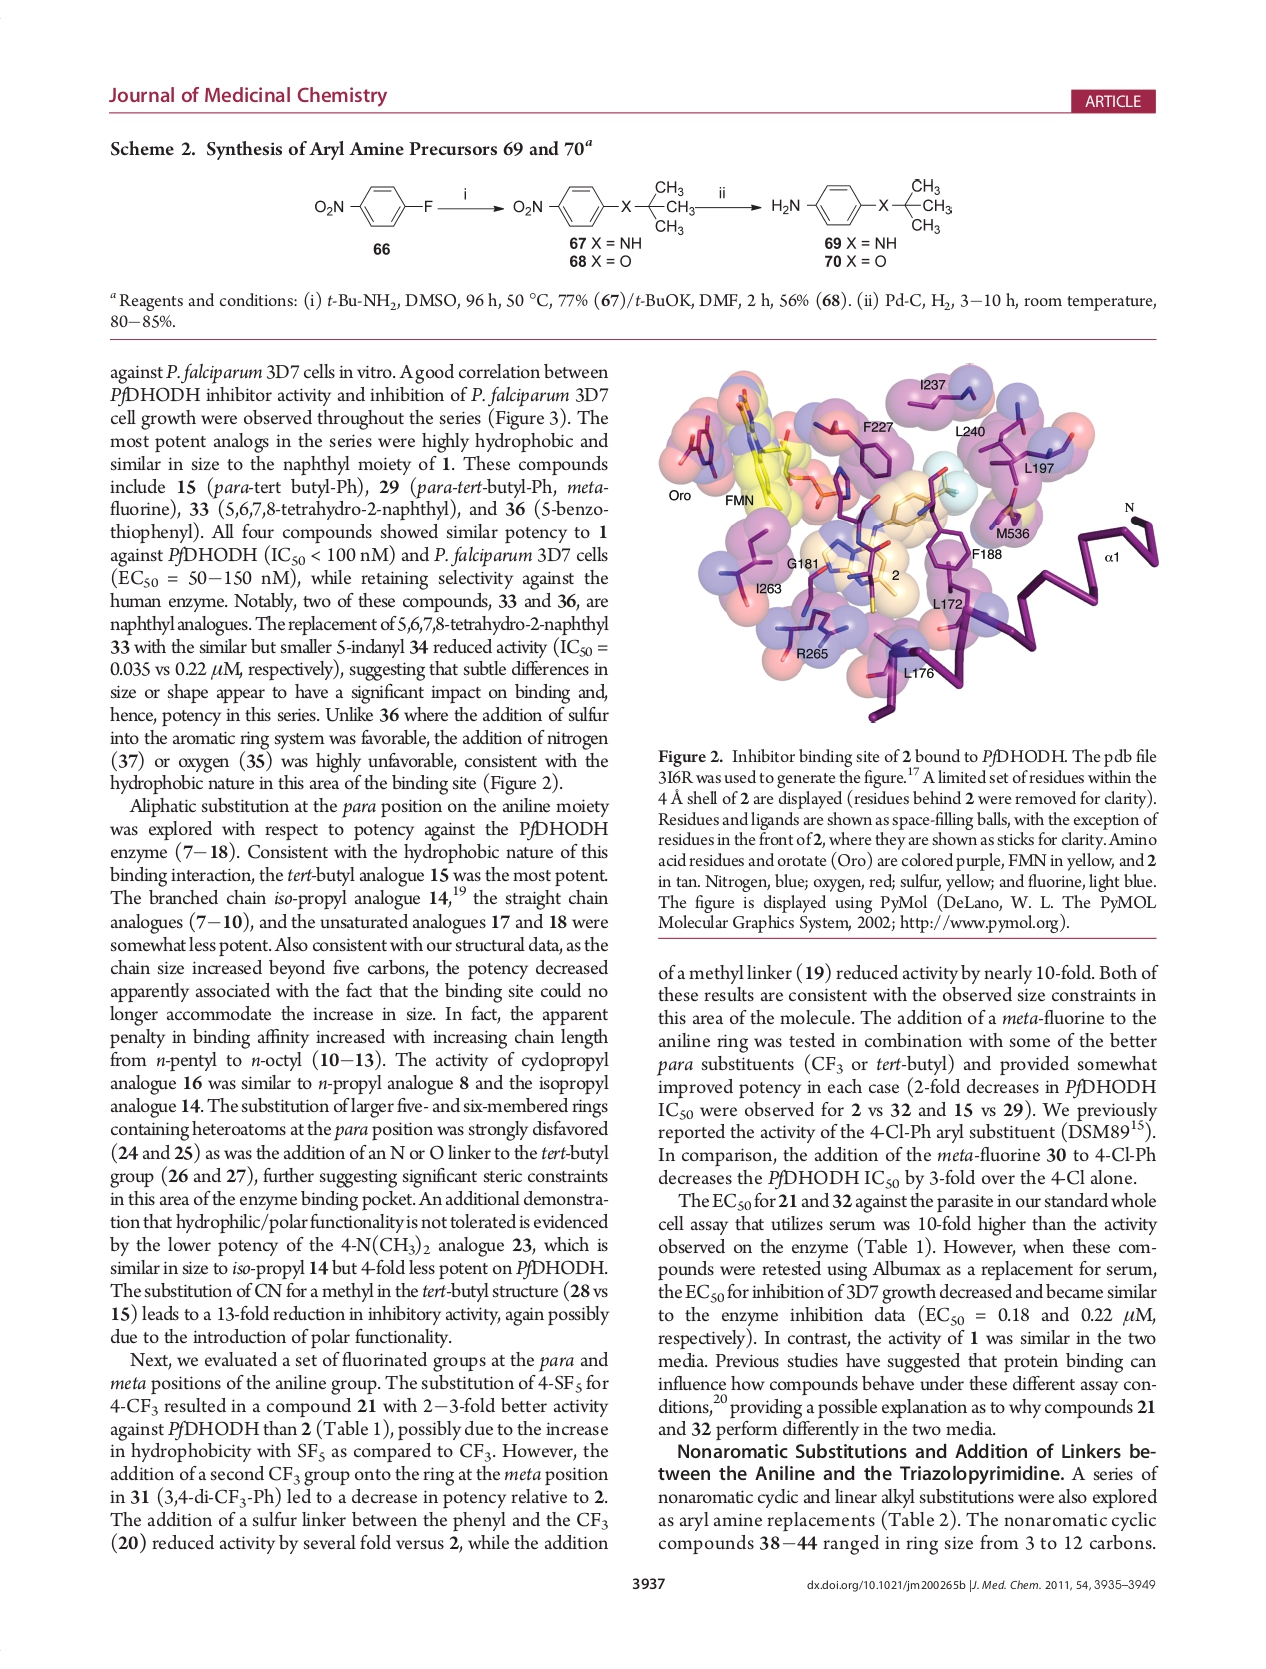 Journal of Medicinal Chemistry
ARTICLE
Scheme 2. Synthesis of Aryl Amine Precursors 69 and 70a
O2N
F
i
O2N
X
CH3
CH3
CH3
ii
H2N
X
CH3
CH3
CH3
66
67 X = NH
68 X = O
69 X = NH
70 X = O
a Reagents and conditions: (i) t-Bu-NH2, DMSO, 96 h, 50 °C, 77% (67)/t-BuOK, DMF, 2 h, 56% (68). (ii) Pd-C, H2, 3−10 h, room temperature,
80−85%.
against P. falciparum 3D7 cells in vitro. A good correlation between
PfDHODH inhibitor activity and inhibition of P. falciparum 3D7
cell growth were observed throughout the series (Figure 3). The
most potent analogs in the series were highly hydrophobic and
similar in size to the naphthyl moiety of 1. These compounds
include 15 (para-tert butyl-Ph), 29 (para-tert-butyl-Ph, meta-
fluorine), 33 (5,6,7,8-tetrahydro-2-naphthyl), and 36 (5-benzo-
thiophenyl). All four compounds showed similar potency to 1
against PfDHODH (IC50 < 100 nM) and P. falciparum 3D7 cells
(EC50 = 50−150 nM), while retaining selectivity against the
human enzyme. Notably, two of these compounds, 33 and 36, are
naphthyl analogues. The replacement of 5,6,7,8-tetrahydro-2-naphthyl
33 with the similar but smaller 5-indanyl 34 reduced activity (IC50 =
0.035 vs 0.22 μM, respectively), suggesting that subtle differences in
size or shape appear to have a significant impact on binding and,
hence, potency in this series. Unlike 36 where the addition of sulfur
into the aromatic ring system was favorable, the addition of nitrogen
(37) or oxygen (35) was highly unfavorable, consistent with the
hydrophobic nature in this area of the binding site (Figure 2).
Aliphatic substitution at the para position on the aniline moiety
was explored with respect to potency against the PfDHODH
enzyme (7−18). Consistent with the hydrophobic nature of this
binding interaction, the tert-butyl analogue 15 was the most potent.
The branched chain iso-propyl analogue 14,19 the straight chain
analogues (7−10), and the unsaturated analogues 17 and 18 were
somewhat less potent. Also consistent with our structural data, as the
chain size increased beyond five carbons, the potency decreased
apparently associated with the fact that the binding site could no
longer accommodate the increase in size. In fact, the apparent
penalty in binding affinity increased with increasing chain length
from n-pentyl to n-octyl (10−13). The activity of cyclopropyl
analogue 16 was similar to n-propyl analogue 8 and the isopropyl
analogue 14. The substitution of larger five- and six-membered rings
containing heteroatoms at the para position was strongly disfavored
(24 and 25) as was the addition of an N or O linker to the tert-butyl
group (26 and 27), further suggesting significant steric constraints
in this area of the enzyme binding pocket. An additional demonstra-
tion that hydrophilic/polar functionality is not tolerated is evidenced
by the lower potency of the 4-N(CH3)2 analogue 23, which is
similar in size to iso-propyl 14 but 4-fold less potent on PfDHODH.
The substitution of CN for a methyl in the tert-butyl structure (28 vs
15) leads to a 13-fold reduction in inhibitory activity, again possibly
due to the introduction of polar functionality.
Next, we evaluated a set of fluorinated groups at the para and
meta positions of the aniline group. The substitution of 4-SF5 for
4-CF3 resulted in a compound 21 with 2−3-fold better activity
against PfDHODH than 2 (Table 1), possibly due to the increase
in hydrophobicity with SF5 as compared to CF3. However, the
addition of a second CF3 group onto the ring at the meta position
in 31 (3,4-di-CF3-Ph) led to a decrease in potency relative to 2.
The addition of a sulfur linker between the phenyl and the CF3
(20) reduced activity by several fold versus 2, while the addition
I237
F227
L240
L197
Oro
FMN
N
M536
α1
F188
G181
2
I263
L172
R265
L176
Figure 2. Inhibitor binding site of 2 bound to PfDHODH. The pdb file
3I6R was used to generate the figure.17 A limited set of residues within the
4 Å shell of 2 are displayed (residues behind 2 were removed for clarity).
Residues and ligands are shown as space-filling balls, with the exception of
residues in the front of 2, where they are shown as sticks for clarity. Amino
acid residues and orotate (Oro) are colored purple, FMN in yellow, and 2
in tan. Nitrogen, blue; oxygen, red; sulfur, yellow; and fluorine, light blue.
The figure is displayed using PyMol (DeLano, W. L. The PyMOL
Molecular Graphics System, 2002; http://www.pymol.org).
of a methyl linker (19) reduced activity by nearly 10-fold. Both of
these results are consistent with the observed size constraints in
this area of the molecule. The addition of a meta-fluorine to the
aniline ring was tested in combination with some of the better
para substituents (CF3 or tert-butyl) and provided somewhat
improved potency in each case (2-fold decreases in PfDHODH
IC50 were observed for 2 vs 32 and 15 vs 29). We previously
reported the activity of the 4-Cl-Ph aryl substituent (DSM8915).
In comparison, the addition of the meta-fluorine 30 to 4-Cl-Ph
decreases the PfDHODH IC50 by 3-fold over the 4-Cl alone.
The EC50 for 21 and 32 against the parasite in our standard whole
cell assay that utilizes serum was 10-fold higher than the activity
observed on the enzyme (Table 1). However, when these com-
pounds were retested using Albumax as a replacement for serum,
the EC50 for inhibition of 3D7 growth decreased and became similar
to the enzyme inhibition data (EC50 = 0.18 and 0.22 μM,
respectively). In contrast, the activity of 1 was similar in the two
media. Previous studies have suggested that protein binding can
influence how compounds behave under these different assay con-
ditions,20 providing a possible explanation as to why compounds 21
and 32 perform differently in the two media.
Nonaromatic Substitutions and Addition of Linkers be-
tween the Aniline and the Triazolopyrimidine. A series of
nonaromatic cyclic and linear alkyl substitutions were also explored
as aryl amine replacements (Table 2). The nonaromatic cyclic
compounds 38−44 ranged in ring size from 3 to 12 carbons.
3937
dx.doi.org/10.1021/jm200265b |J. Med. Chem. 2011, 54, 3935–3949